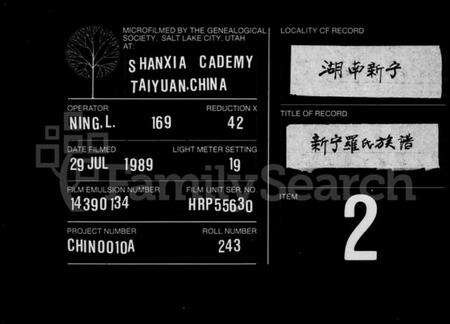 MICROFILMED BY THE GENEALOGICAL
SOCIETY, SALT LAKE CITY, UTAH
AT:
SHANXIA CADEMY
TAIYUAN.CHINA
OPERATOR REDUCTION X
NING, L. 169 42
DATE FILMED LIGHT METER SETTING
29 JUL 1989 19
FILM EMULSION NUMBER FILM UNIT SER. NO.
14390134 HRP55630
PROJECT NUMBER ROLL NUMBER
CHIN0010A 243
LOCALITY OF RECORD
湖南新宁
TITLE OF RECORD
新宁羅氏族譜
ITEM
2
FamilySearch